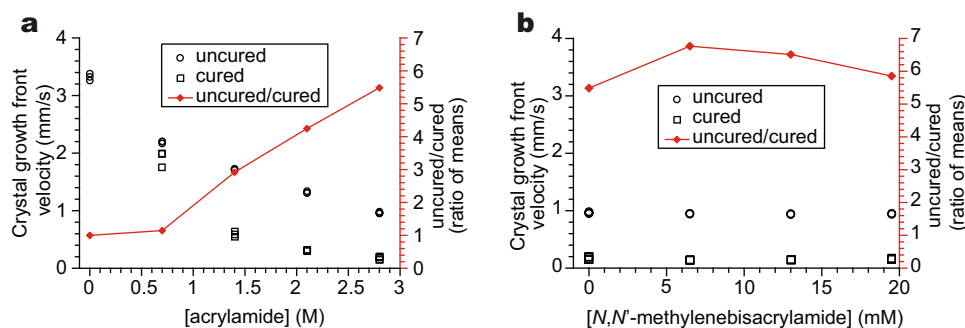 a
Crystal growth front
velocity (mm/s)
4
3
2
1
0
uncured
cured
uncured/cured
7
6
5
4
3
2
1
0
uncured/cured
(ratio of means)
0 0.5 1 1.5 2 2.5 3
[acrylamide] (M)
b
Crystal growth front
velocity (mm/s)
4
3
2
1
0
uncured
cured
uncured/cured
7
6
5
4
3
2
1
0
uncured/cured
(ratio of means)
0 5 10 15 20
[N,N'-methylenebisacrylamide] (mM)